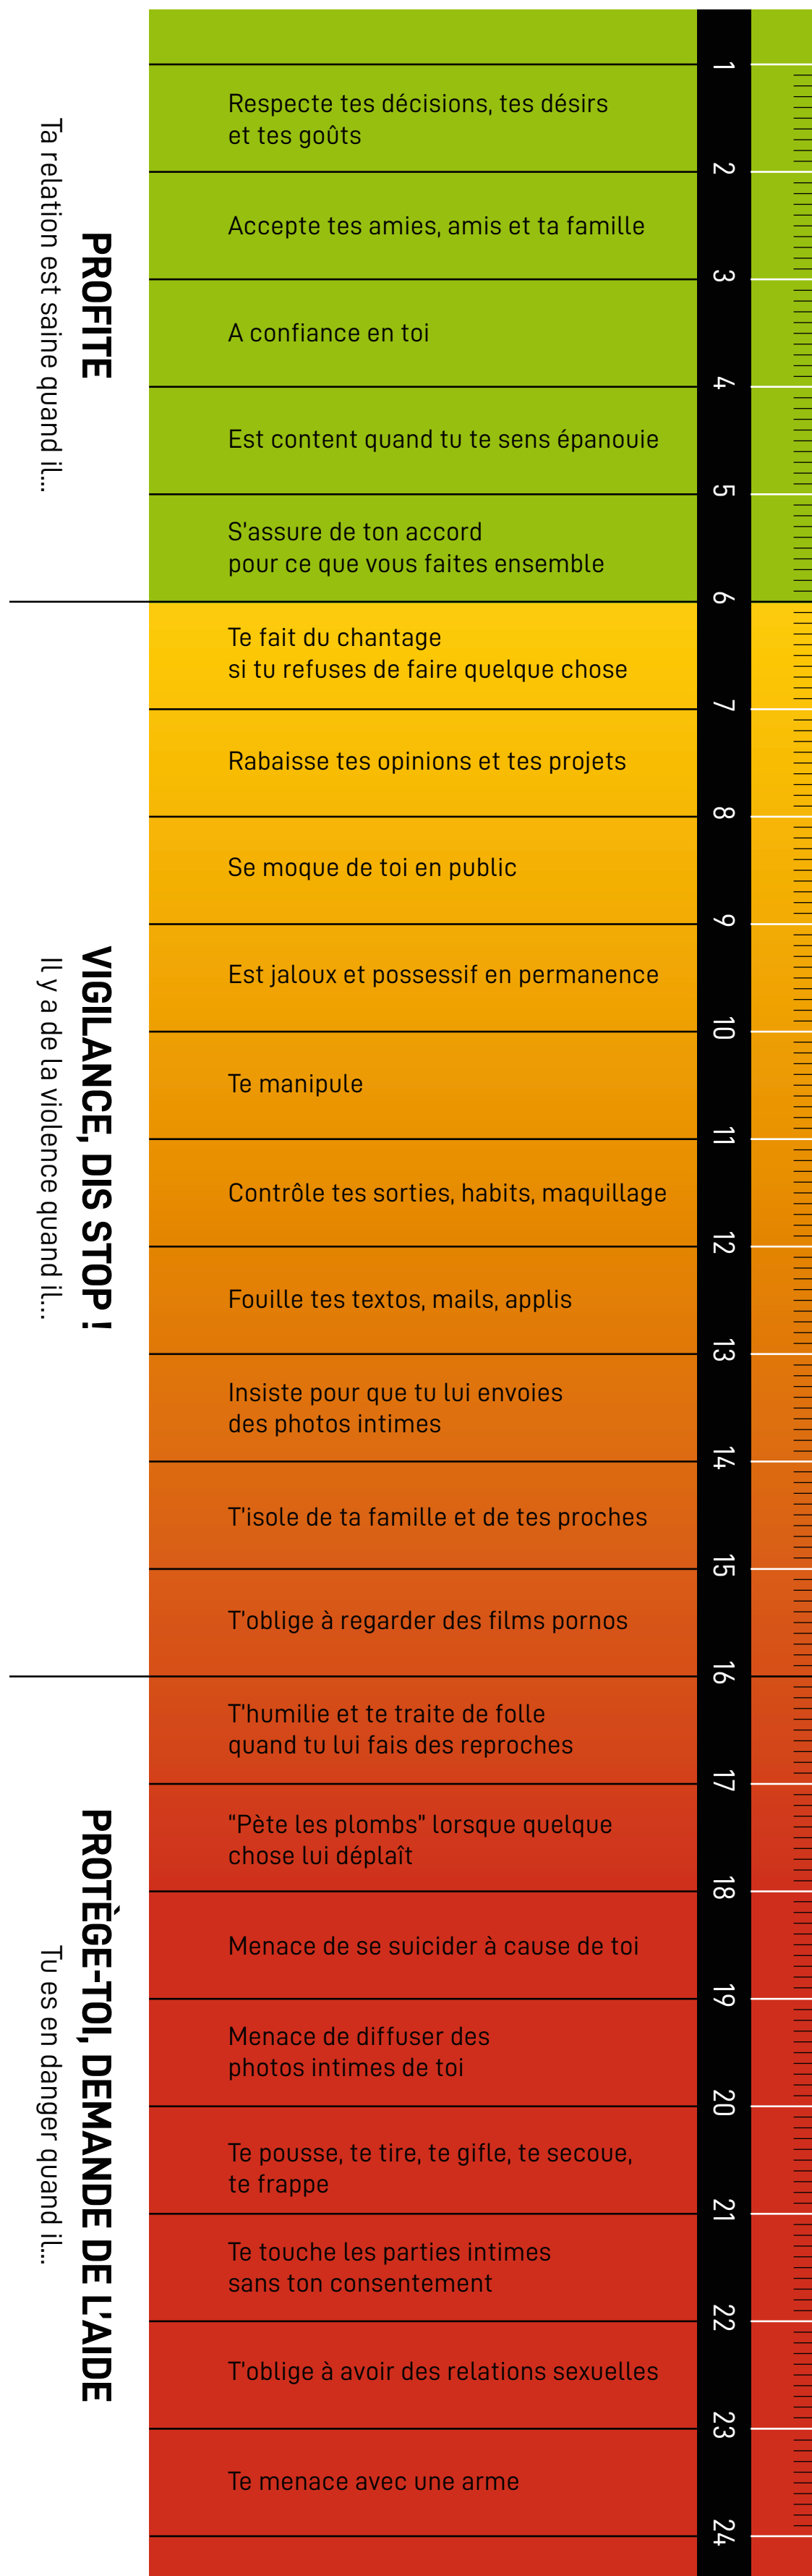 PROFITE
Ta relation est saine quand il...
1
Respecte tes décisions, tes désirs
et tes goûts
2
Accepte tes amies, amis et ta famille
3
A confiance en toi
4
Est content quand tu te sens épanouie
5
S'assure de ton accord
pour ce que vous faites ensemble
6
VIGILANCE, DIS STOP !
Il y a de la violence quand il...
Te fait du chantage
si tu refuses de faire quelque chose
7
Rabaisse tes opinions et tes projets
8
Se moque de toi en public
9
Est jaloux et possessif en permanence
10
Te manipule
11
Contrôle tes sorties, habits, maquillage
12
Fouille tes textos, mails, applis
13
Insiste pour que tu lui envoies
des photos intimes
14
T'isole de ta famille et de tes proches
15
T'oblige à regarder des films pornos
16
PROTÈGE-TOI, DEMANDE DE L'AIDE
Tu es en danger quand il...
T'humilie et te traite de folle
quand tu lui fais des reproches
17
“Pète les plombs” lorsque quelque
chose lui déplaît
18
Menace de se suicider à cause de toi
19
Menace de diffuser des
photos intimes de toi
20
Te pousse, te tire, te gifle, te secoue,
te frappe
21
Te touche les parties intimes
sans ton consentement
22
T'oblige à avoir des relations sexuelles
23
Te menace avec une arme
24